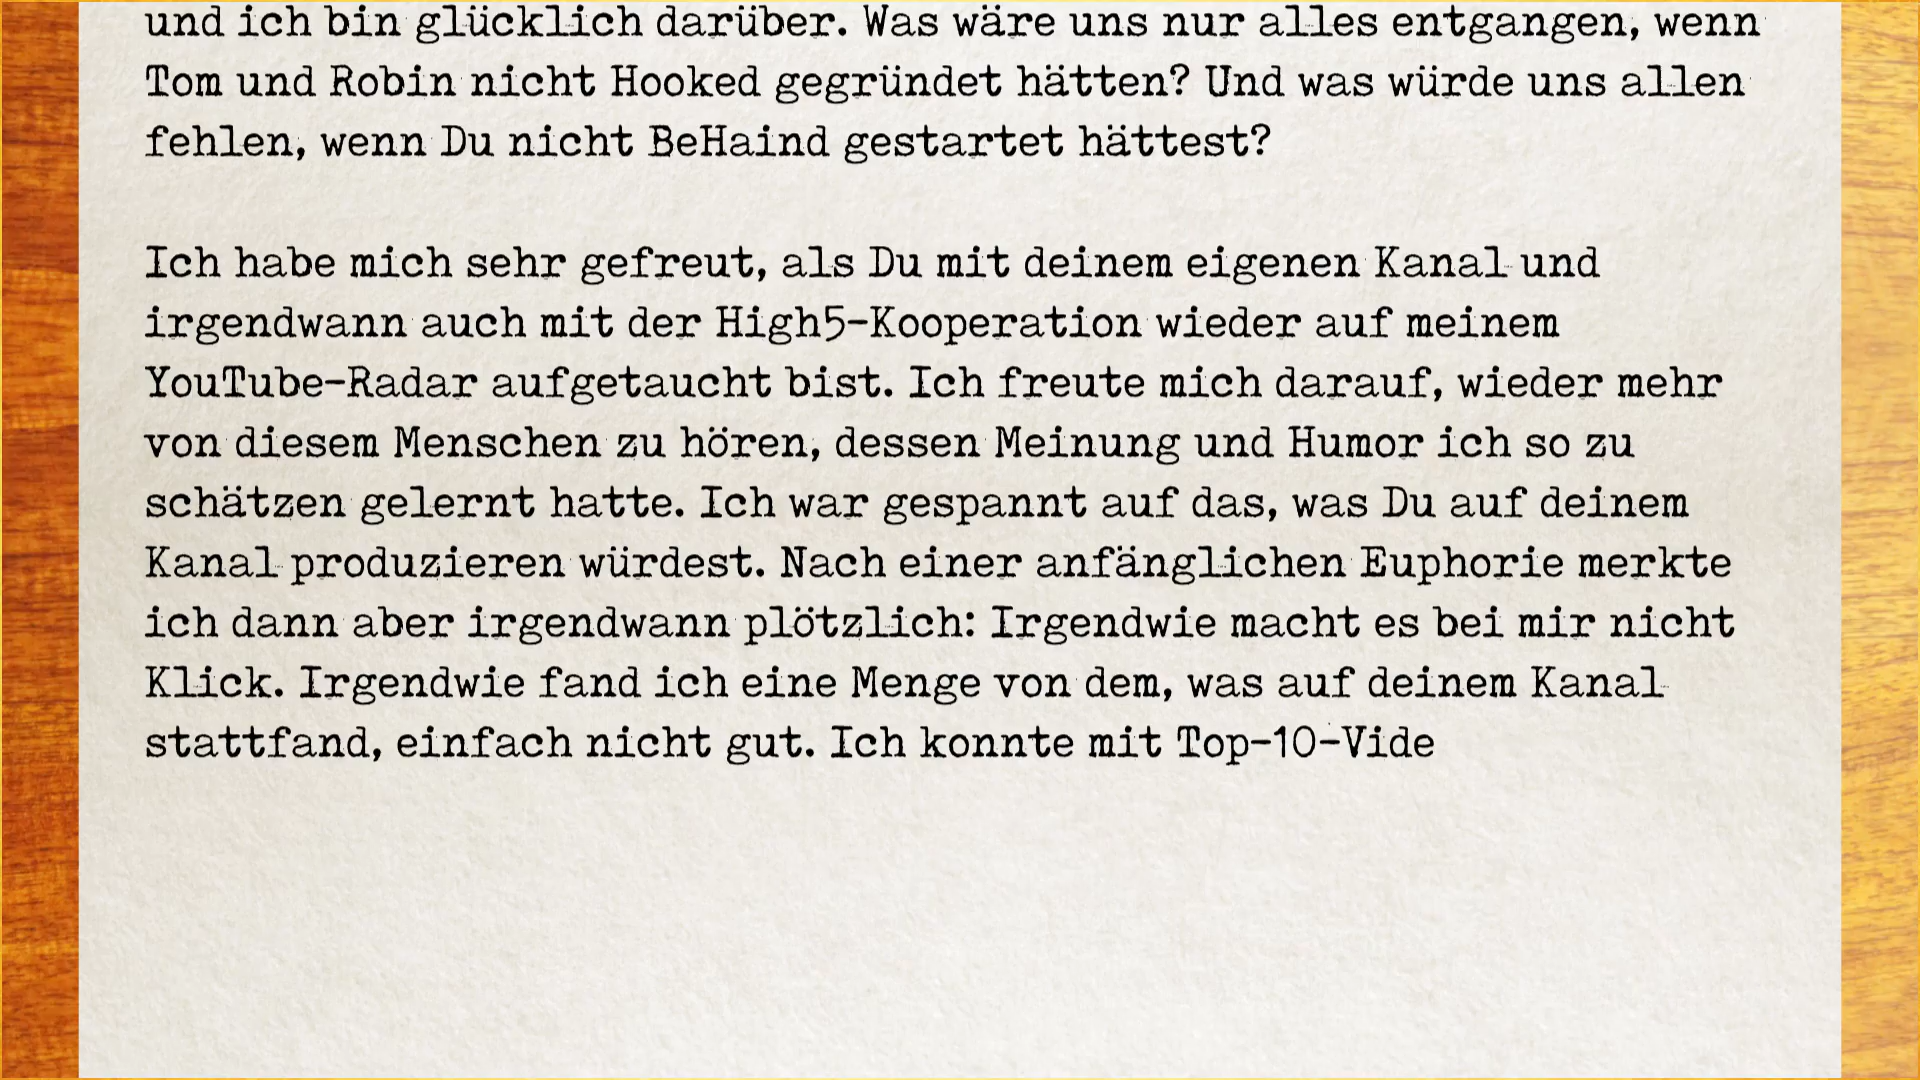 und ich bin glücklich darüber. Was wäre uns nur alles entgangen, wenn
Tom und Robin nicht Hooked gegründet hätten? Und was würde uns allen
fehlen, wenn Du nicht BeHaind gestartet hättest?
Ich habe mich sehr gefreut, als Du mit deinem eigenen Kanal und
irgendwann auch mit der High5-Kooperation wieder auf meinem
YouTube-Radar aufgetaucht bist. Ich freute mich darauf, wieder mehr
von diesem Menschen zu hören, dessen Meinung und Humor ich so zu
schätzen gelernt hatte. Ich war gespannt auf das, was Du auf deinem
Kanal produzieren würdest. Nach einer anfänglichen Euphorie merkte
ich dann aber irgendwann plötzlich: Irgendwie macht es bei mir nicht
Klick. Irgendwie fand ich eine Menge von dem, was auf deinem Kanal
stattfand, einfach nicht gut. Ich konnte mit Top-10-Vide